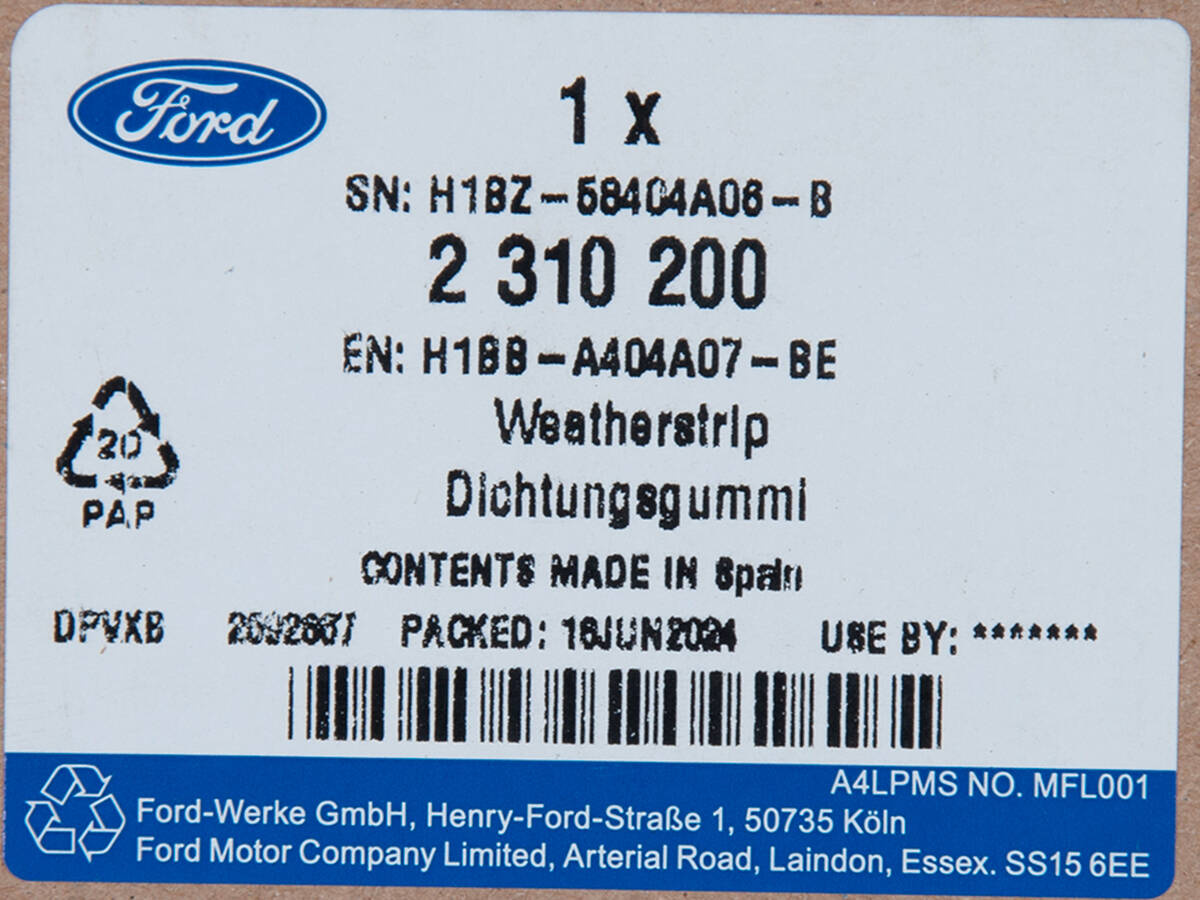 Ford
1 x
SN: H1BZ-58404A06-B
2 310 200
EN: H1BB-A404A07-BE
Weatherstrip
Dichtungsgummi
20
PAP
CONTENTS MADE IN Spain
DPVXB PACKED: 16JUN2024 USE BY: *******
A4LPMS NO. MFL001
Ford-Werke GmbH, Henry-Ford-Straße 1, 50735 Köln
Ford Motor Company Limited, Arterial Road, Laindon, Essex. SS15 6EE